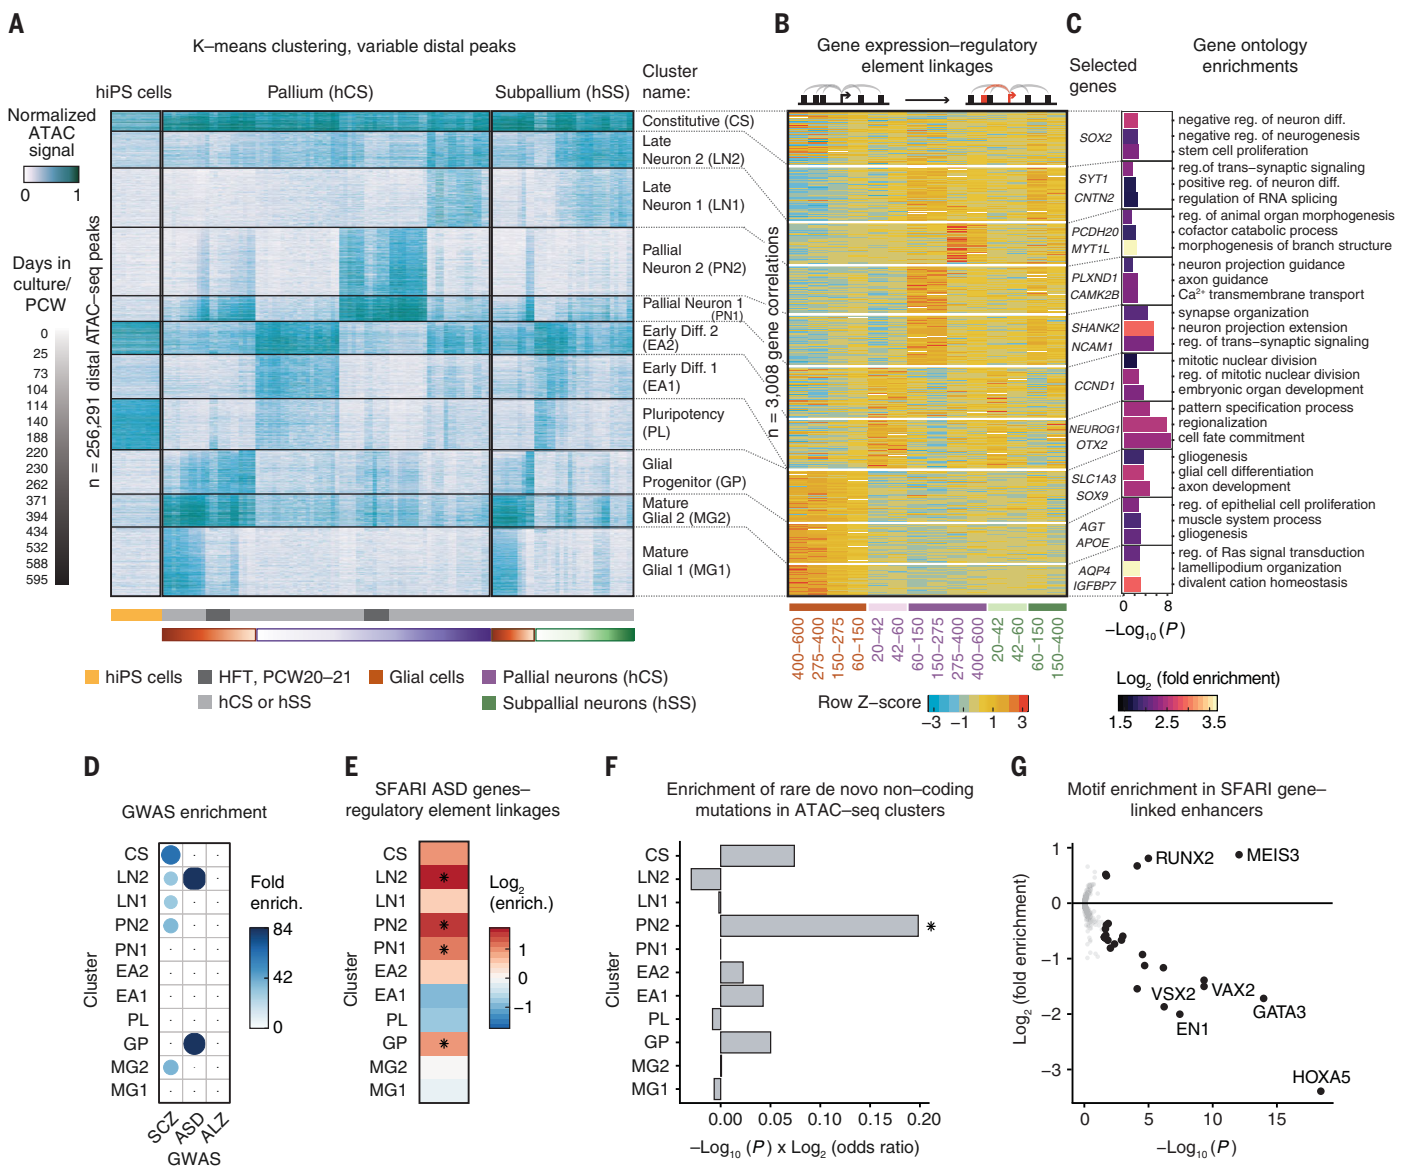 A
K–means clustering, variable distal peaks
hiPS cells
Pallium (hCS)
Subpallium (hSS)
Cluster
name:
Normalized
ATAC
signal
0 1
Days in
culture/
PCW
0
25
73
104
114
140
188
220
230
262
371
394
434
532
588
595
n = 256,291 distal ATAC–seq peaks
Constitutive (CS)
Late
Neuron 2 (LN2)
Late
Neuron 1 (LN1)
Pallial
Neuron 2 (PN2)
Pallial Neuron 1
(PN1)
Early Diff. 2
(EA2)
Early Diff. 1
(EA1)
Pluripotency
(PL)
Glial
Progenitor (GP)
Mature
Glial 2 (MG2)
Mature
Glial 1 (MG1)
hiPS cells
HFT, PCW20–21
hCS or hSS
Glial cells
Pallial neurons (hCS)
Subpallial neurons (hSS)
B
Gene expression–regulatory
element linkages
n = 3,008 gene correlations
400–600
275–400
150–275
60–150
20–42
42–60
60–150
150–275
275–400
400–600
20–42
42–60
60–150
150–400
Row Z–score
−3 −1 1 3
C
Selected
genes
Gene ontology
enrichments
SOX2
SYT1
CNTN2
PCDH20
MYT1L
PLXND1
CAMK2B
SHANK2
NCAM1
CCND1
NEUROG1
OTX2
SLC1A3
SOX9
AGT
APOE
AQP4
IGFBP7
negative reg. of neuron diff.
negative reg. of neurogenesis
stem cell proliferation
reg.of trans–synaptic signaling
positive reg. of neuron diff.
regulation of RNA splicing
reg. of animal organ morphogenesis
cofactor catabolic process
morphogenesis of branch structure
neuron projection guidance
axon guidance
Ca²⁺ transmembrane transport
synapse organization
neuron projection extension
reg. of trans–synaptic signaling
mitotic nuclear division
reg. of mitotic nuclear division
embryonic organ development
pattern specification process
regionalization
cell fate commitment
gliogenesis
glial cell differentiation
axon development
reg. of epithelial cell proliferation
muscle system process
gliogenesis
reg. of Ras signal transduction
lamellipodium organization
divalent cation homeostasis
0 8
−Log₁₀ (P)
Log₂ (fold enrichment)
1.5 2.5 3.5
D
GWAS enrichment
Cluster
CS
LN2
LN1
PN2
PN1
EA2
EA1
PL
GP
MG2
MG1
SCZ
ASD
ALZ
GWAS
Fold
enrich.
84
42
0
E
SFARI ASD genes–
regulatory element linkages
Cluster
CS
LN2 *
LN1
PN2 *
PN1 *
EA2
EA1
PL
GP *
MG2
MG1
Log₂
(enrich.)
1
0
−1
F
Enrichment of rare de novo non–coding
mutations in ATAC–seq clusters
Cluster
CS
LN2
LN1
PN2 *
PN1
EA2
EA1
PL
GP
MG2
MG1
0.00 0.05 0.10 0.15 0.20
−Log₁₀ (P) x Log₂ (odds ratio)
G
Motif enrichment in SFARI gene–
linked enhancers
Log₂ (fold enrichment)
1
0
−1
−2
−3
RUNX2
MEIS3
VSX2
VAX2
GATA3
EN1
HOXA5
0 5 10 15
−Log₁₀ (P)